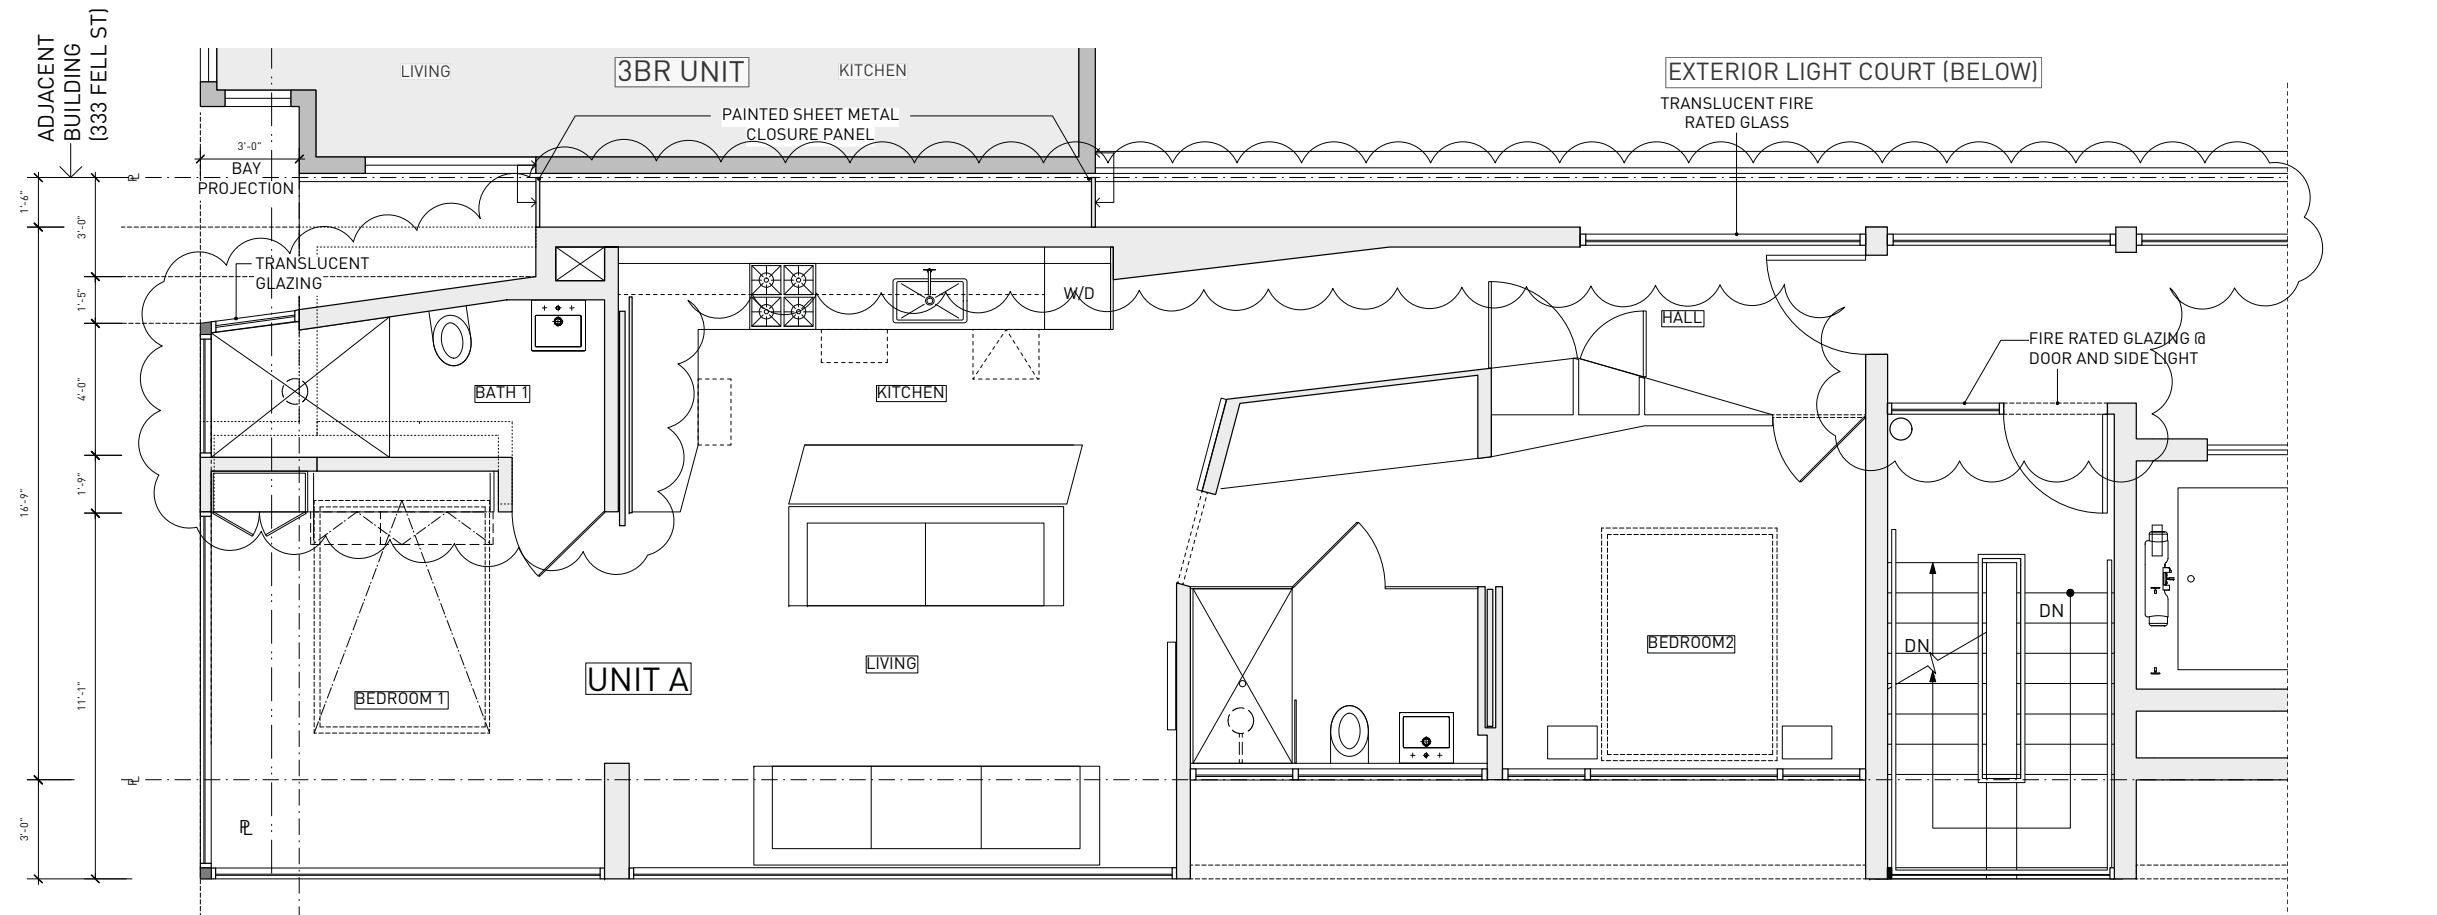 ADJACENT
BUILDING
(333 FELL ST)
LIVING
3BR UNIT
KITCHEN
EXTERIOR LIGHT COURT (BELOW)
TRANSLUCENT FIRE
RATED GLASS
PAINTED SHEET METAL
CLOSURE PANEL
3'-0"
BAY
PROJECTION
PL
1'-6"
3'-0"
1'-5"
4'-0"
1'-9"
16'-9"
11'-1"
3'-0"
TRANSLUCENT
GLAZING
W/D
HALL
FIRE RATED GLAZING @
DOOR AND SIDE LIGHT
BATH 1
KITCHEN
DN
DN
BEDROOM2
LIVING
UNIT A
BEDROOM 1
PL
PL